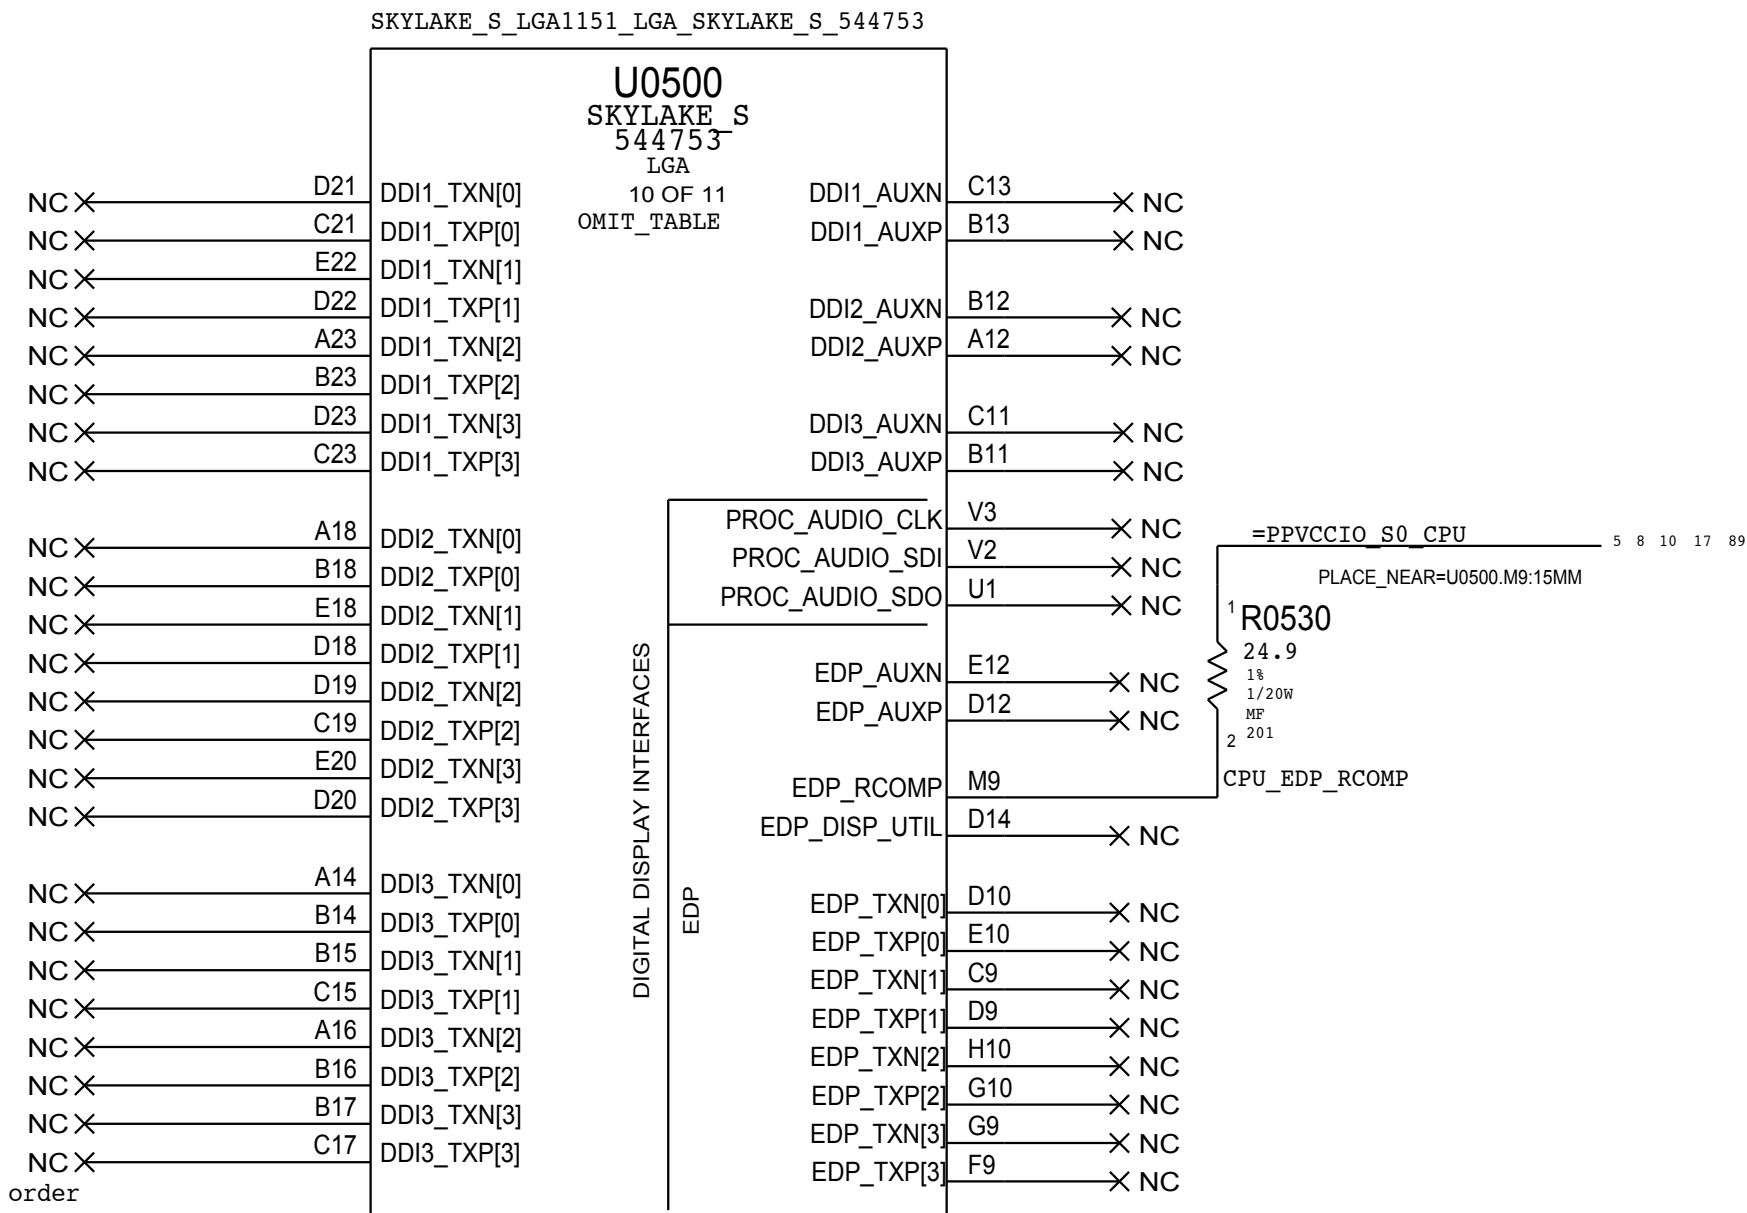 SKYLAKE_S_LGA1151_LGA_SKYLAKE_S_544753
U0500
SKYLAKE_S
544753
LGA
10 OF 11
OMIT_TABLE
NC D21 DDI1_TXN[0]
NC C21 DDI1_TXP[0]
NC E22 DDI1_TXN[1]
NC D22 DDI1_TXP[1]
NC A23 DDI1_TXN[2]
NC B23 DDI1_TXP[2]
NC D23 DDI1_TXN[3]
NC C23 DDI1_TXP[3]
NC A18 DDI2_TXN[0]
NC B18 DDI2_TXP[0]
NC E18 DDI2_TXN[1]
NC D18 DDI2_TXP[1]
NC D19 DDI2_TXN[2]
NC C19 DDI2_TXP[2]
NC E20 DDI2_TXN[3]
NC D20 DDI2_TXP[3]
NC A14 DDI3_TXN[0]
NC B14 DDI3_TXP[0]
NC B15 DDI3_TXN[1]
NC C15 DDI3_TXP[1]
NC A16 DDI3_TXN[2]
NC B16 DDI3_TXP[2]
NC B17 DDI3_TXN[3]
NC C17 DDI3_TXP[3]
order
DIGITAL DISPLAY INTERFACES
EDP
DDI1_AUXN C13 NC
DDI1_AUXP B13 NC
DDI2_AUXN B12 NC
DDI2_AUXP A12 NC
DDI3_AUXN C11 NC
DDI3_AUXP B11 NC
PROC_AUDIO_CLK V3 NC
PROC_AUDIO_SDI V2 NC
PROC_AUDIO_SDO U1 NC
EDP_AUXN E12 NC
EDP_AUXP D12 NC
EDP_RCOMP M9
EDP_DISP_UTIL D14 NC
EDP_TXN[0] D10 NC
EDP_TXP[0] E10 NC
EDP_TXN[1] C9 NC
EDP_TXP[1] D9 NC
EDP_TXN[2] H10 NC
EDP_TXP[2] G10 NC
EDP_TXN[3] G9 NC
EDP_TXP[3] F9 NC
=PPVCCIO_S0_CPU 5 8 10 17 89
PLACE_NEAR=U0500.M9:15MM
1 R0530
24.9
1%
1/20W
MF
2 201
CPU_EDP_RCOMP